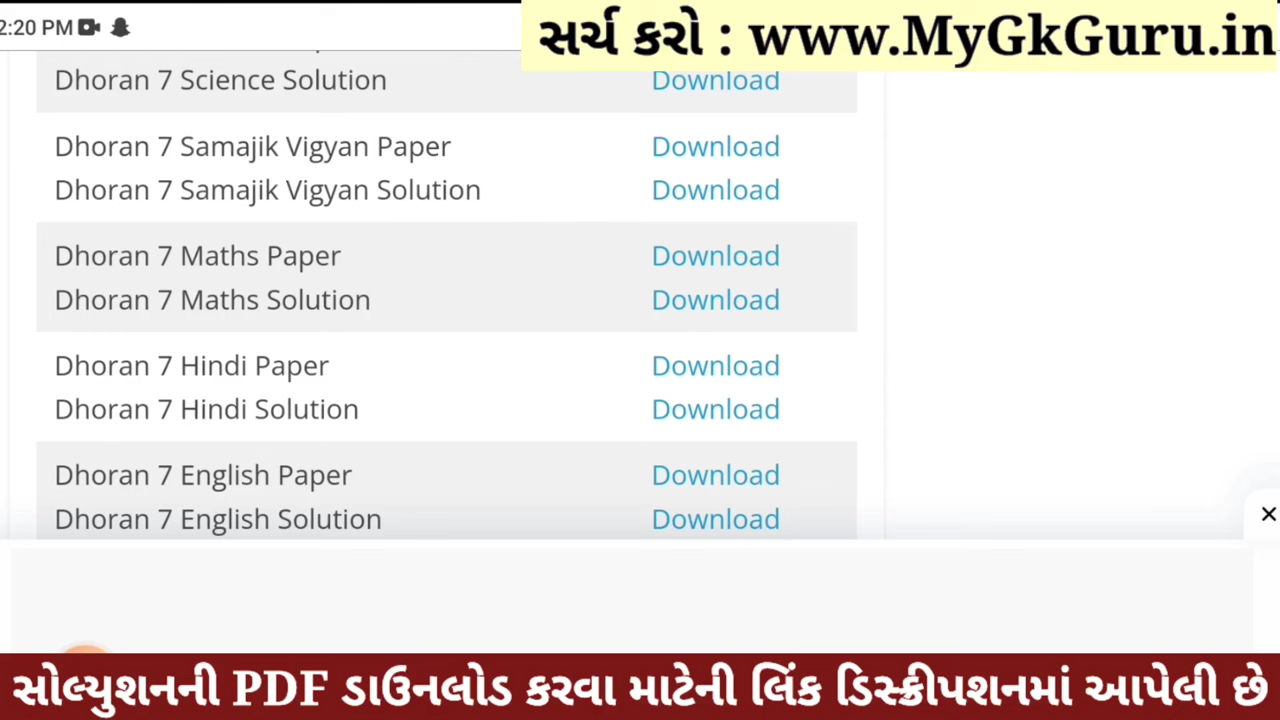 2:20 PM
સર્ચ કરો : www.MyGkGuru.in
Dhoran 7 Science Solution Download
Dhoran 7 Samajik Vigyan Paper Download
Dhoran 7 Samajik Vigyan Solution Download
Dhoran 7 Maths Paper Download
Dhoran 7 Maths Solution Download
Dhoran 7 Hindi Paper Download
Dhoran 7 Hindi Solution Download
Dhoran 7 English Paper Download
Dhoran 7 English Solution Download
સોલ્યુશનની PDF ડાઉનલોડ કરવા માટેની લિંક ડિસ્ક્રીપશનમાં આપેલી છે